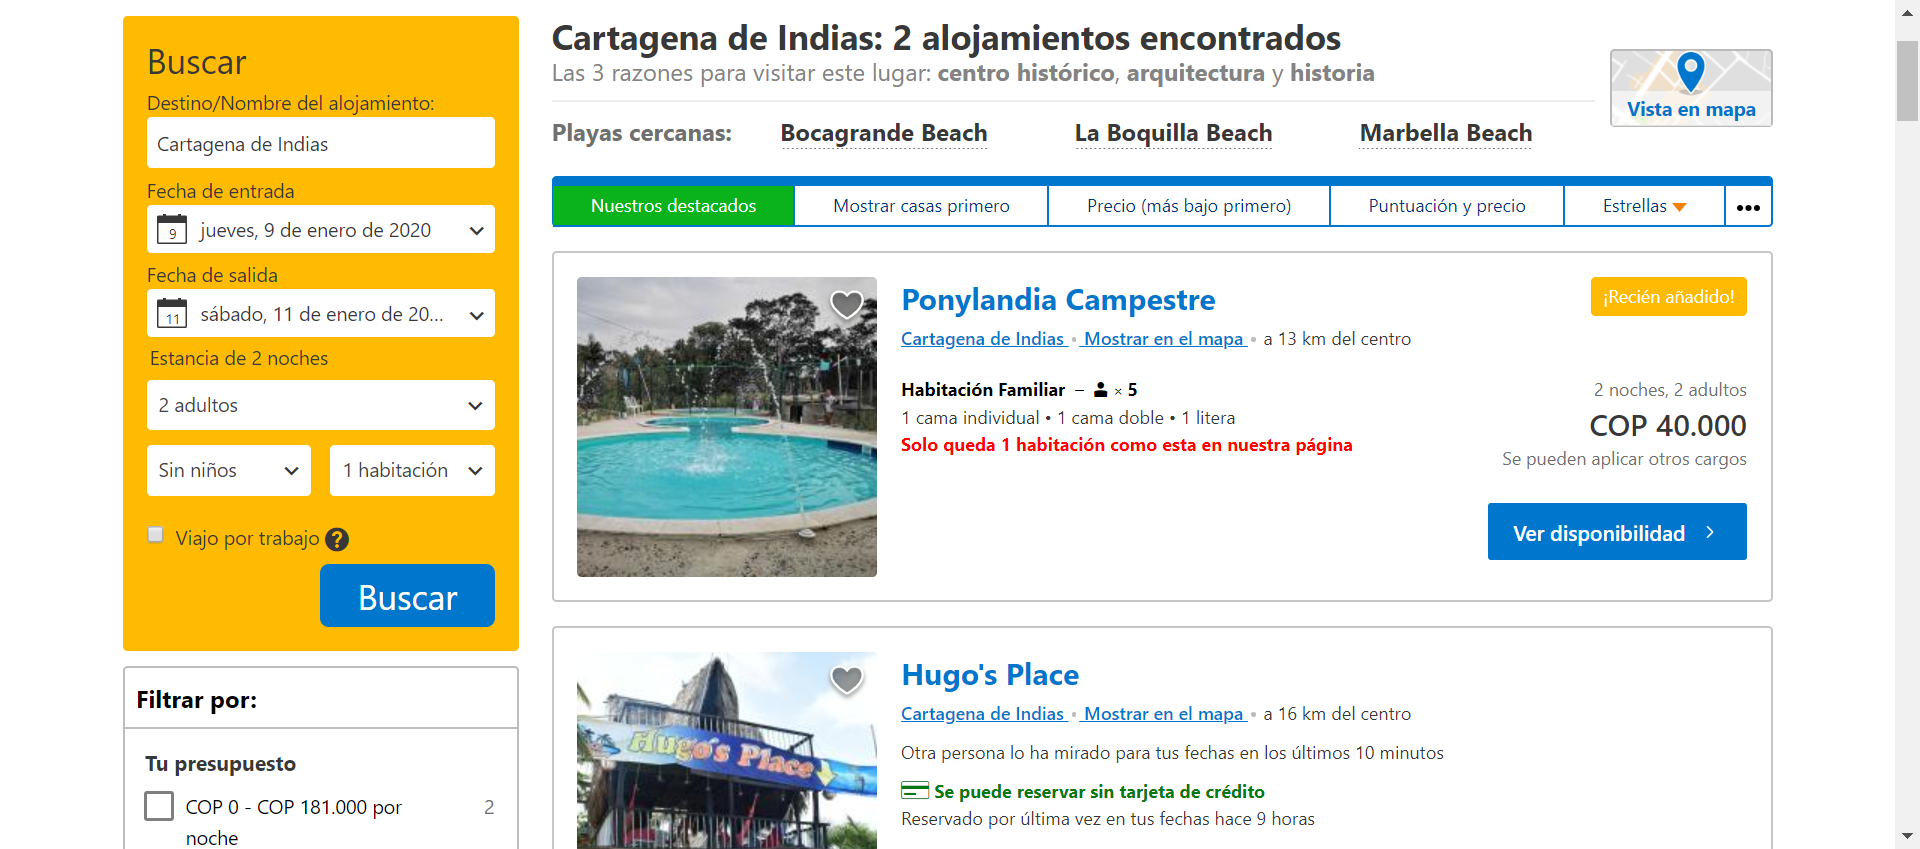 Buscar
Destino/Nombre del alojamiento:
Cartagena de Indias
Fecha de entrada
9
jueves, 9 de enero de 2020
Fecha de salida
11
sábado, 11 de enero de 20...
Estancia de 2 noches
2 adultos
Sin niños
1 habitación
Viajo por trabajo ?
Buscar
Filtrar por:
Tu presupuesto
COP 0 - COP 181.000 por noche 2
Cartagena de Indias: 2 alojamientos encontrados
Las 3 razones para visitar este lugar: centro histórico, arquitectura y historia
Vista en mapa
Playas cercanas: Bocagrande Beach La Boquilla Beach Marbella Beach
Nuestros destacados Mostrar casas primero Precio (más bajo primero) Puntuación y precio Estrellas •••
Ponylandia Campestre
¡Recién añadido!
Cartagena de Indias • Mostrar en el mapa • a 13 km del centro
Habitación Familiar – × 5
1 cama individual • 1 cama doble • 1 litera
Solo queda 1 habitación como esta en nuestra página
2 noches, 2 adultos
COP 40.000
Se pueden aplicar otros cargos
Ver disponibilidad
Hugo's Place
Hugo's Place
Cartagena de Indias • Mostrar en el mapa • a 16 km del centro
Otra persona lo ha mirado para tus fechas en los últimos 10 minutos
Se puede reservar sin tarjeta de crédito
Reservado por última vez en tus fechas hace 9 horas